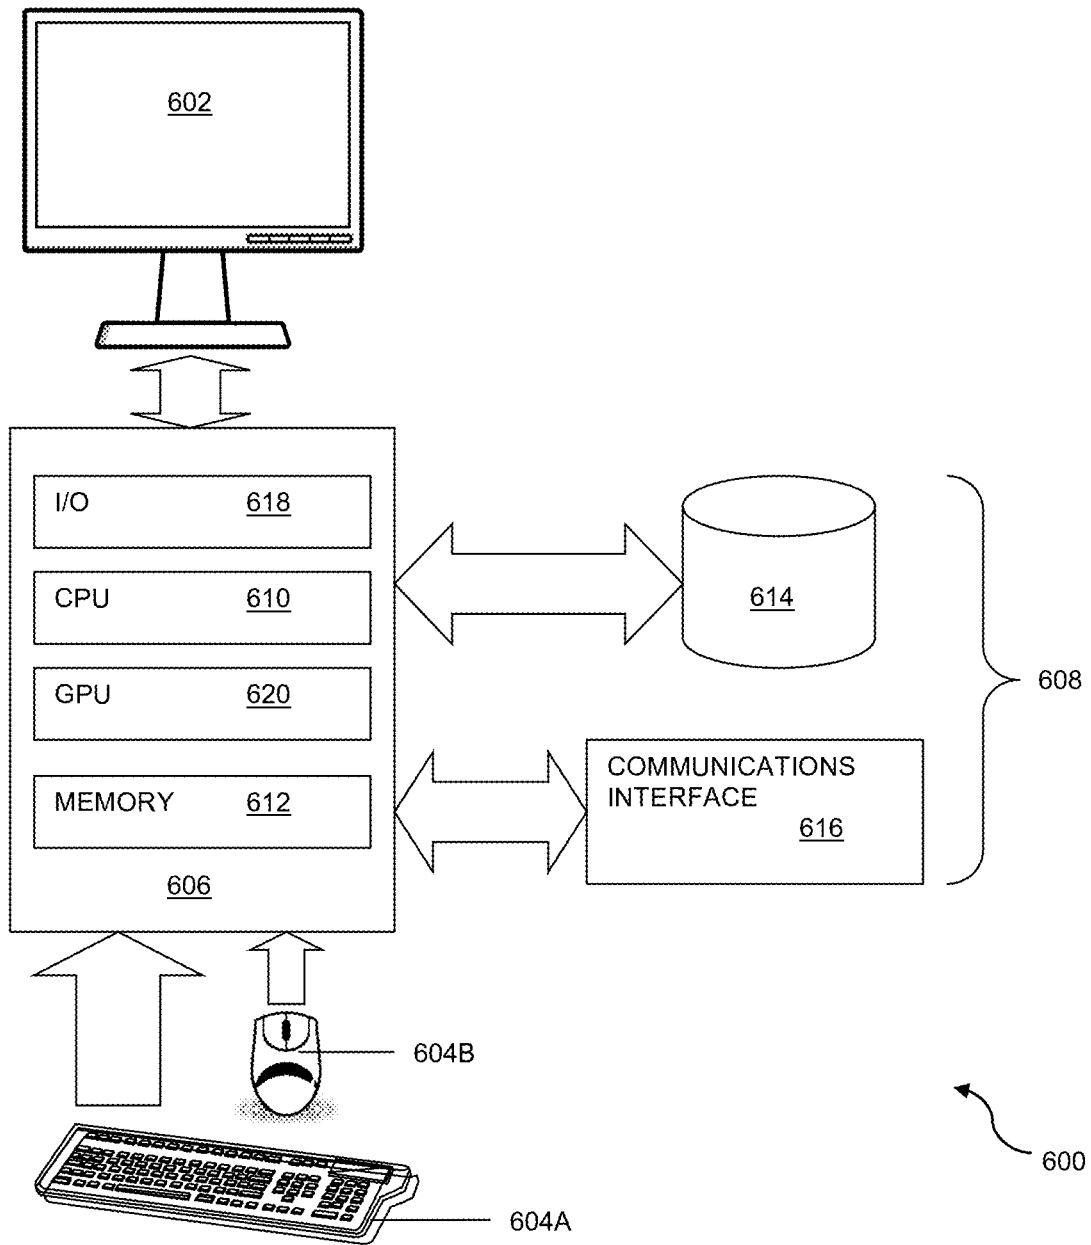 602
I/O 618
CPU 610
614
GPU 620
608
COMMUNICATIONS
INTERFACE
MEMORY 612
616
606
604B
600
604A